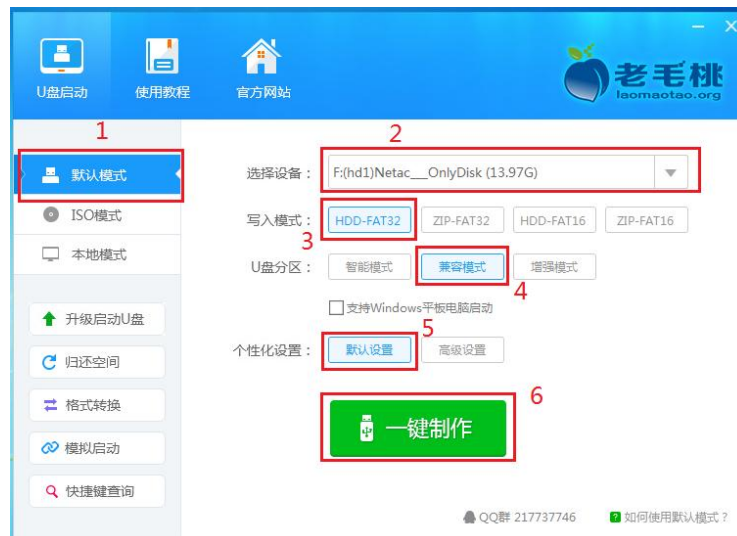 U盘启动 使用教程 官方网站
老毛桃
laomaotao.org
1
2
默认模式
选择设备： F:(hd1)Netac___OnlyDisk (13.97G)
ISO模式
写入模式： HDD-FAT32 ZIP-FAT32 HDD-FAT16 ZIP-FAT16
3
本地模式
U盘分区： 智能模式 兼容模式 增强模式
4
支持Windows平板电脑启动
升级启动U盘
5
个性化设置： 默认设置 高级设置
归还空间
格式转换
6
一键制作
模拟启动
快捷键查询
QQ群 217737746 ? 如何使用默认模式？